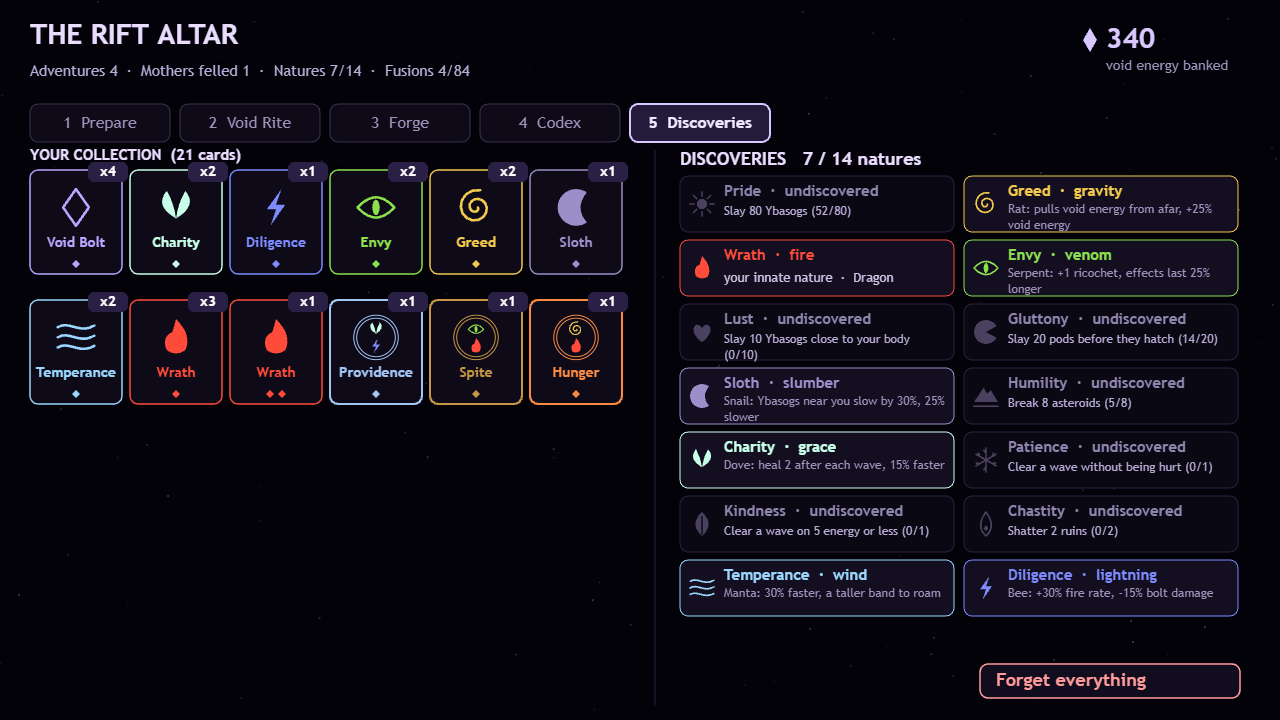 THE RIFT ALTAR
340
Adventures 4 · Mothers felled 1 · Natures 7/14 · Fusions 4/84
void energy banked
1 Prepare
2 Void Rite
3 Forge
4 Codex
5 Discoveries
YOUR COLLECTION (21 cards)
x4
x2
x1
x2
x2
x1
Void Bolt
Charity
Diligence
Envy
Greed
Sloth
x2
x3
x1
x1
x1
x1
Temperance
Wrath
Wrath
Providence
Spite
Hunger
DISCOVERIES 7 / 14 natures
Pride · undiscovered
Slay 80 Ybasogs (52/80)
Greed · gravity
Rat: pulls void energy from afar, +25%
void energy
Wrath · fire
your innate nature · Dragon
Envy · venom
Serpent: +1 ricochet, effects last 25%
longer
Lust · undiscovered
Slay 10 Ybasogs close to your body
(0/10)
Gluttony · undiscovered
Slay 20 pods before they hatch (14/20)
Sloth · slumber
Snail: Ybasogs near you slow by 30%, 25%
slower
Humility · undiscovered
Break 8 asteroids (5/8)
Charity · grace
Dove: heal 2 after each wave, 15% faster
Patience · undiscovered
Clear a wave without being hurt (0/1)
Kindness · undiscovered
Clear a wave on 5 energy or less (0/1)
Chastity · undiscovered
Shatter 2 ruins (0/2)
Temperance · wind
Manta: 30% faster, a taller band to roam
Diligence · lightning
Bee: +30% fire rate, -15% bolt damage
Forget everything